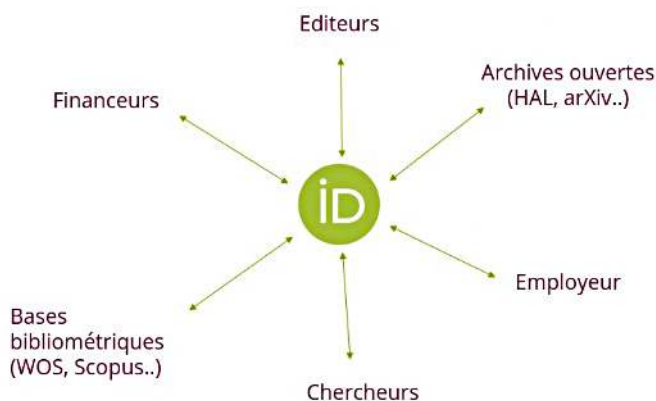 Editeurs
Archives ouvertes
(HAL, arXiv..)
Financeurs
iD
Employeur
Bases
bibliométriques
(WOS, Scopus..)
Chercheurs